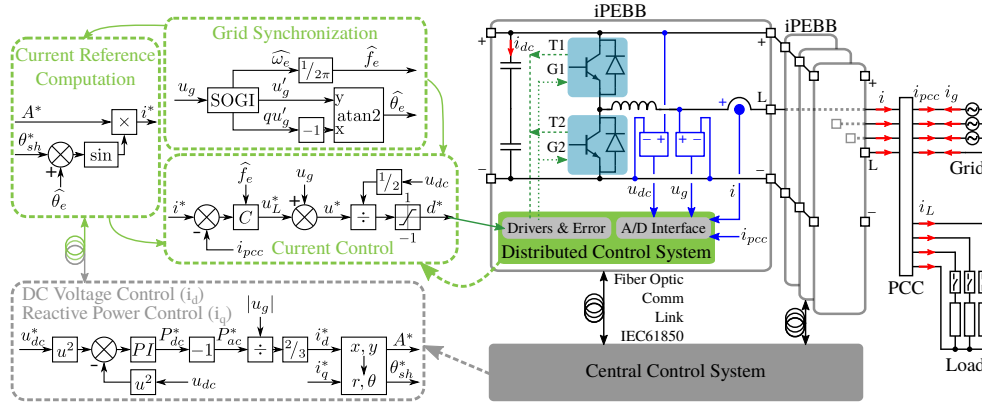 iPEBB
iPEBB
Current Reference
Computation
A*
θ*sh
×
i*
sin
+
θ̂e
Grid Synchronization
ω̂e
1/2π
f̂e
ug
SOGI
u'g
qu'g
-1
y
atan2
x
θ̂e
f̂e
ug
1/2
udc
i*
-
C
u*L
+
u*
÷
1
-1
d*
ipcc
Current Control
DC Voltage Control (id)
Reactive Power Control (iq)
|ug|
u*dc
u²
-
PI
P*dc
-1
P*ac
÷
2/3
i*d
i*q
x, y
r, θ
A*
θ*sh
u²
udc
+
idc
T1
G1
T2
G2
+
L
+
-
+
-
udc
ug
i
ipcc
-
Drivers & Error
A/D Interface
Distributed Control System
Fiber Optic
Comm
Link
IEC61850
Central Control System
+
i
ipcc
ig
L
-
Grid
iL
PCC
Load